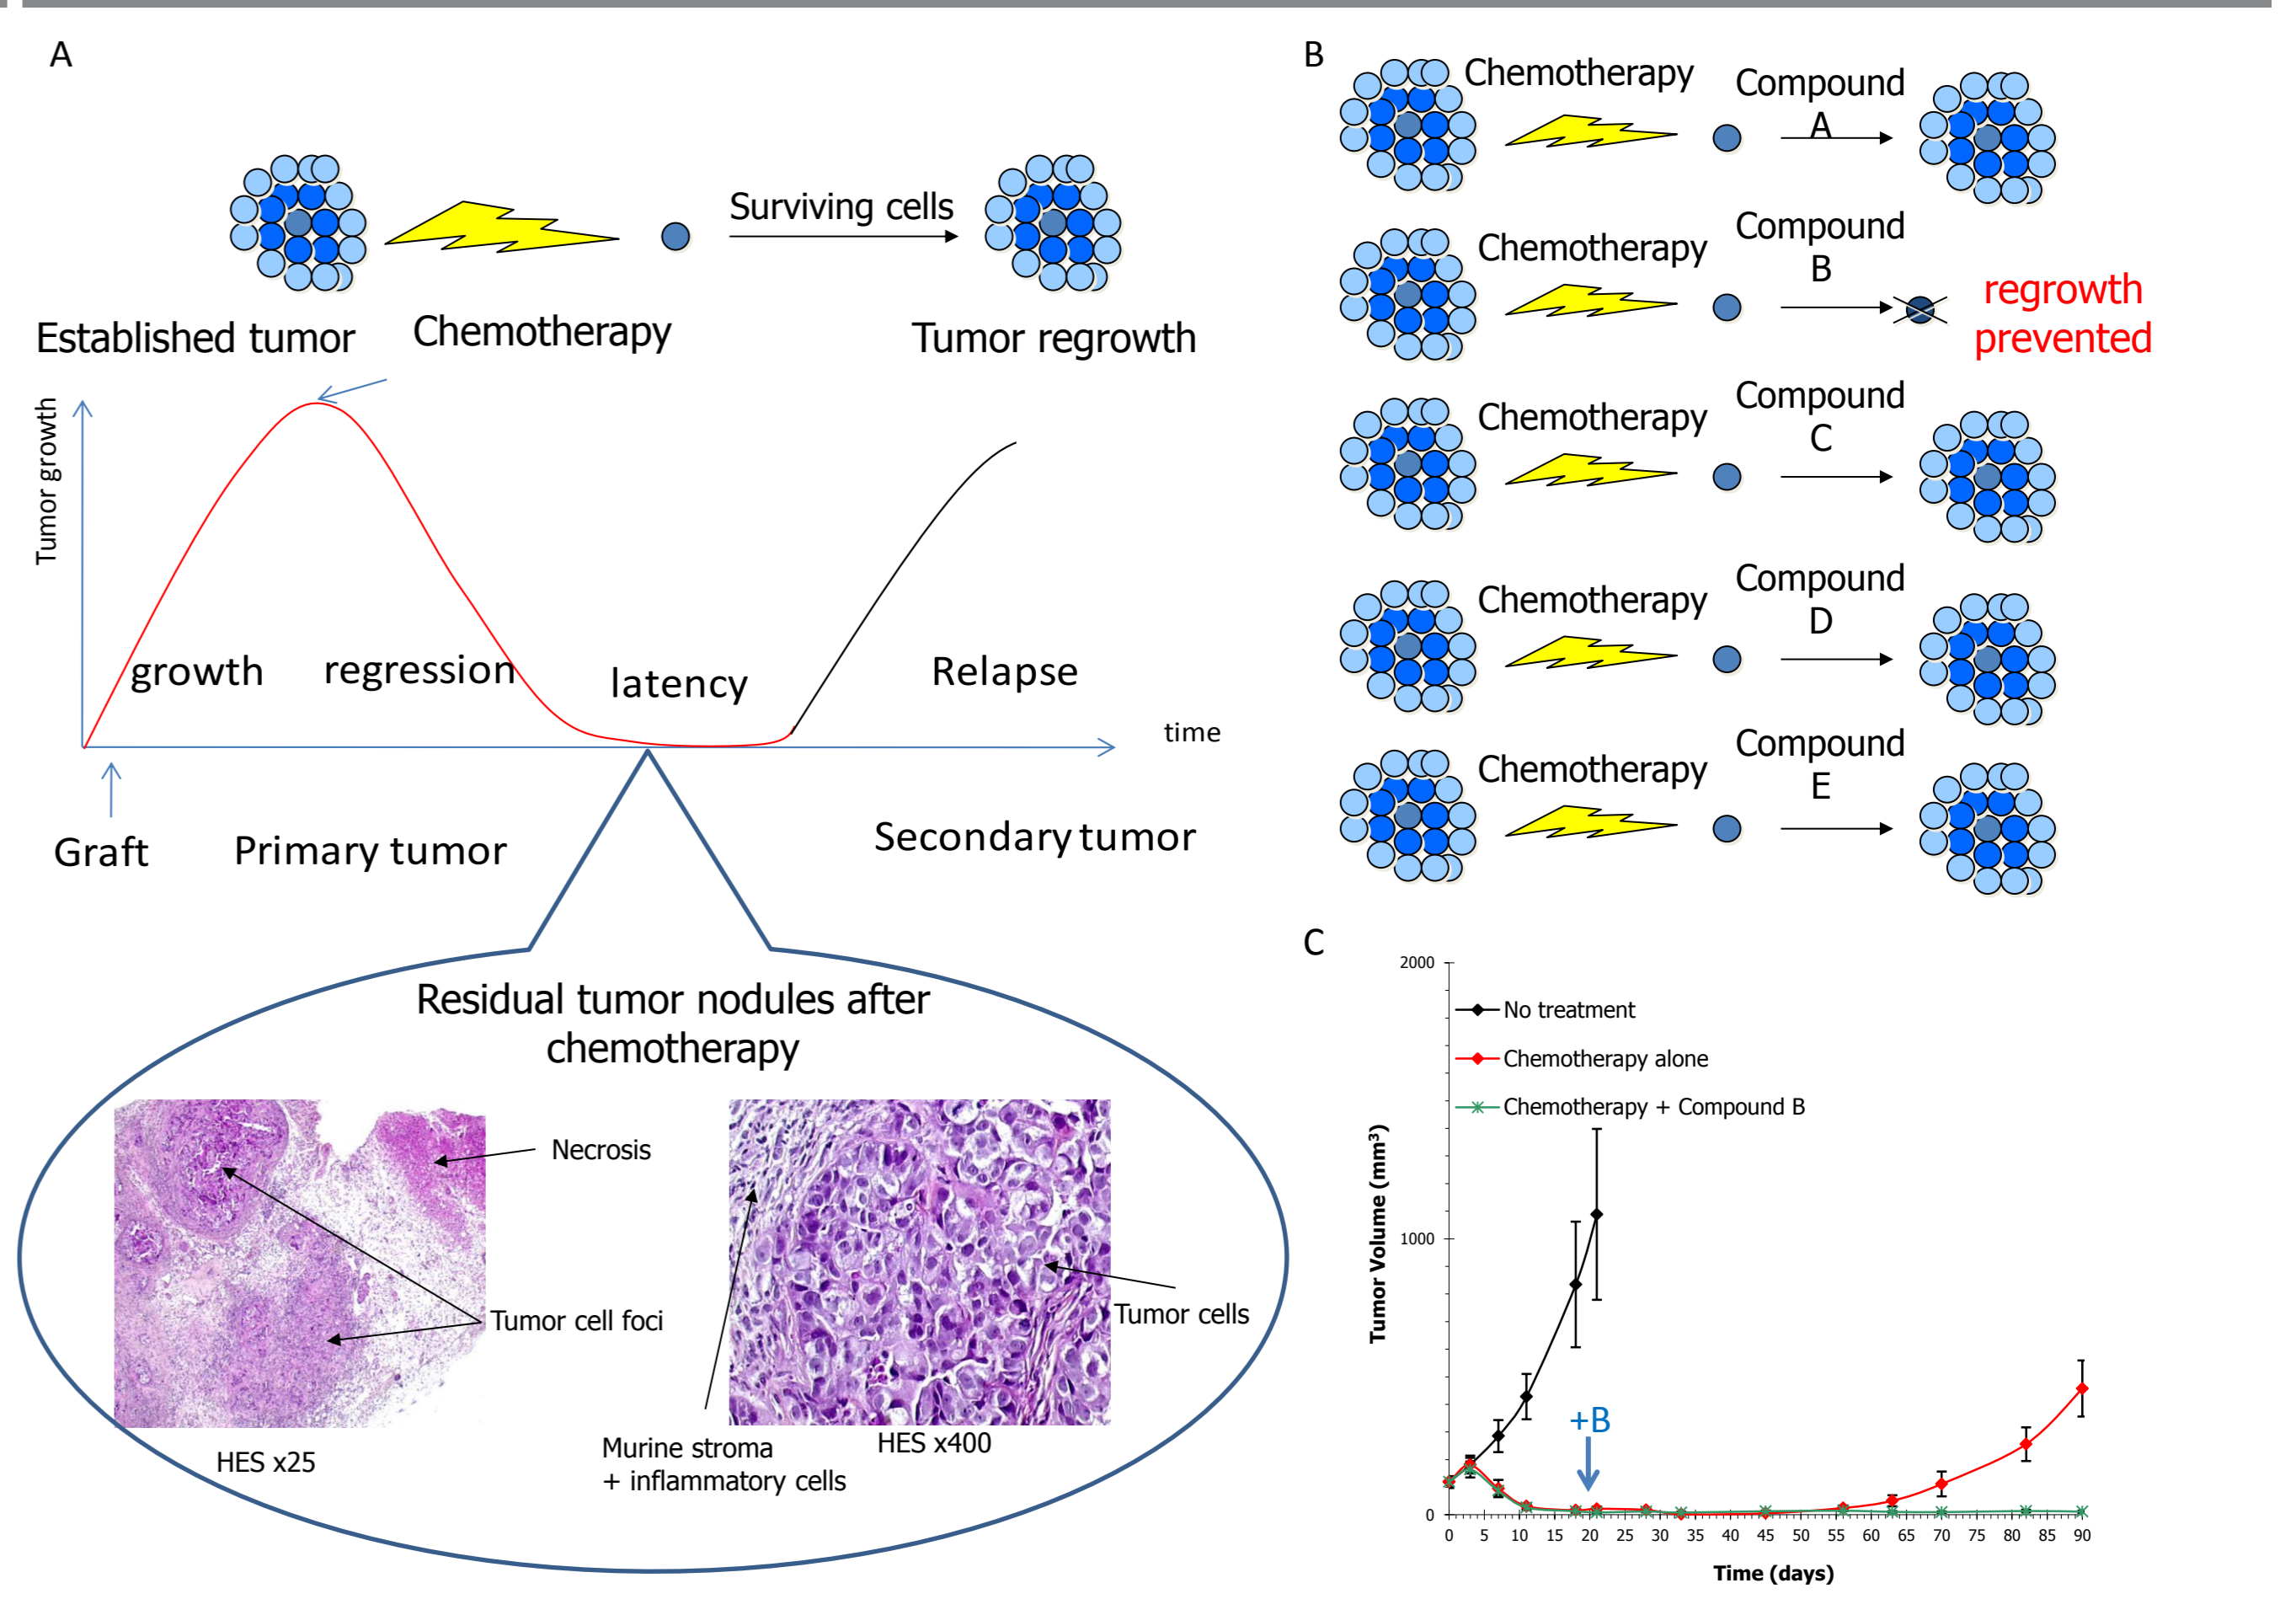 A
Surviving cells
Established tumor
Chemotherapy
Tumor regrowth
Tumor growth
growth
regression
latency
Relapse
time
Graft
Primary tumor
Secondary tumor
Residual tumor nodules after
chemotherapy
Necrosis
Tumor cell foci
Tumor cells
HES x25
Murine stroma
+ inflammatory cells
HES x400
B
Chemotherapy
Compound
A
Chemotherapy
Compound
B
regrowth
prevented
Chemotherapy
Compound
C
Chemotherapy
Compound
D
Chemotherapy
Compound
E
C
2000
1000
0
No treatment
Chemotherapy alone
Chemotherapy + Compound B
Tumor Volume (mm³)
+B
0 5 10 15 20 25 30 35 40 45 50 55 60 65 70 75 80 85 90
Time (days)